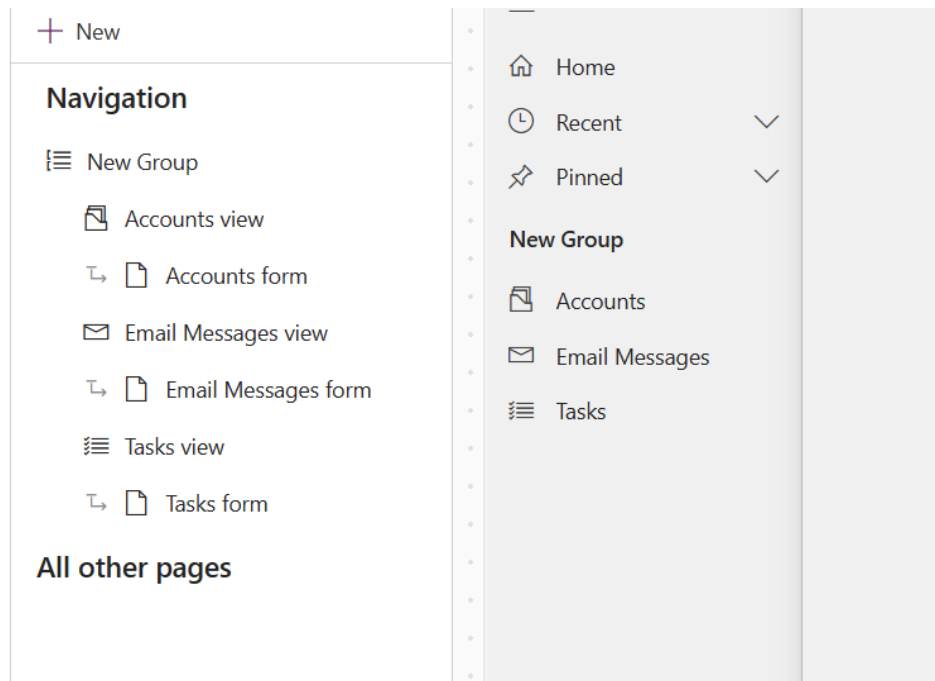 New
Navigation
New Group
Accounts view
Accounts form
Email Messages view
Email Messages form
Tasks view
Tasks form
All other pages
Home
Recent
Pinned
New Group
Accounts
Email Messages
Tasks